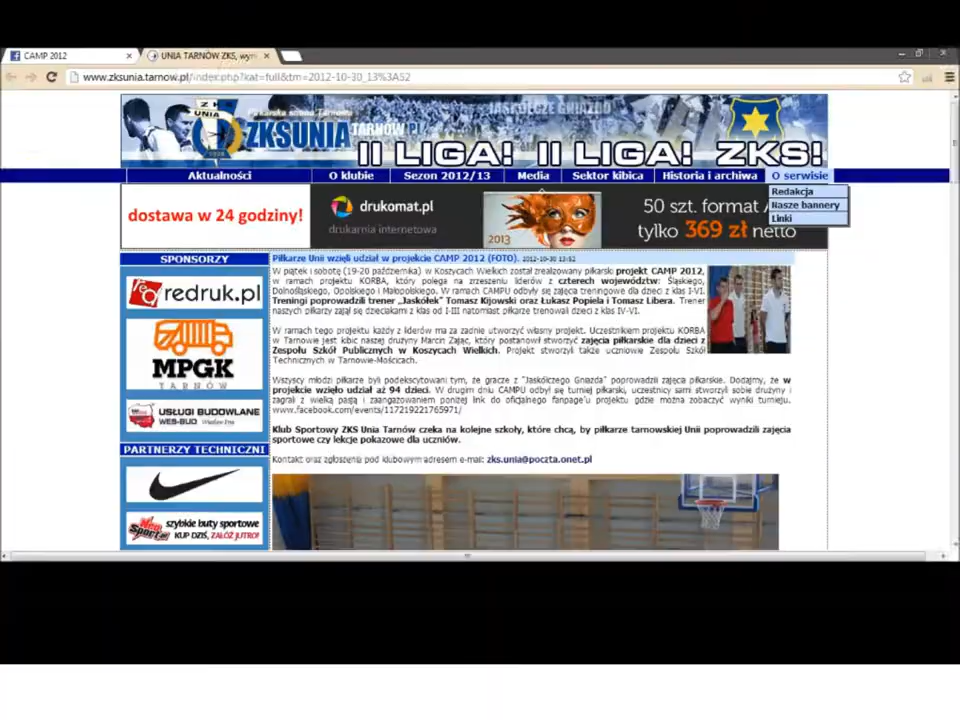 CAMP 2012
UNIA TARNÓW ZKS, wyni
www.zksunia.tarnow.pl/index.php?kat=full&tm=2012-10-30_13%3A52
ZKS
UNIA
ZKSUNIA
TARNOW.PL
JASKÓŁCZE GNIAZDO
II LIGA! II LIGA! ZKS!
Aktualności
O klubie
Sezon 2012/13
Media
Sektor kibica
Historia i archiwa
O serwisie
Redakcja
Nasze bannery
Linki
dostawa w 24 godziny!
drukomat.pl
drukarnia internetowa
2013
50 szt. format
tylko 369 zł netto
SPONSORZY
redruk.pl
MPGK
TARNÓW
USŁUGI BUDOWLANE
WES-BUD
PARTNERZY TECHNICZNI
szybkie buty sportowe
KUP DZIŚ, ZAŁÓŻ JUTRO!
Piłkarze Unii wzięli udział w projekcie CAMP 2012 (FOTO). 2012-10-30 13:52
W piątek i sobotę (19-20 października) w Koszycach Wielkich został zrealizowany piłkarski projekt CAMP 2012,
w ramach projektu KORBA, który polega na zrzeszeniu liderów z czterech województw: Śląskiego,
Dolnośląskiego, Opolskiego i Małopolskiego. W ramach CAMPU odbyły się zajęcia treningowe dla dzieci z klas I-VI.
Treningi poprowadzili trener „Jaskółek” Tomasz Kijowski oraz Łukasz Popiela i Tomasz Libera. Trener
naszych piłkarzy zajął się dzieciakami z klas od I-III natomiast piłkarze trenowali dzieci z klas IV-VI.
W ramach tego projektu każdy z liderów ma za zadnie utworzyć własny projekt. Uczestnikiem projektu KORBA
w Tarnowie jest kibic naszej drużyny Marcin Zając, który postanowił stworzyć zajęcia piłkarskie dla dzieci z
Zespołu Szkół Publicznych w Koszycach Wielkich. Projekt stworzyli także uczniowie Zespołu Szkół
Technicznych w Tarnowie-Mościcach.
Wszyscy młodzi piłkarze byli podekscytowani tym, że gracze z "Jaskółczego Gniazda" poprowadzili zajęcia piłkarskie. Dodajmy, że w
projekcie wzięło udział aż 94 dzieci. W drugim dniu CAMPU odbył się turniej piłkarski, uczestnicy sami stworzyli sobie drużyny i
zagrali z wielką pasją i zaangażowaniem poniżej link do oficjalnego fanpage'u projektu gdzie można zobaczyć wyniki turnieju.
www.facebook.com/events/117219221765971/
Klub Sportowy ZKS Unia Tarnów czeka na kolejne szkoły, które chcą, by piłkarze tarnowskiej Unii poprowadzili zajęcia
sportowe czy lekcje pokazowe dla uczniów.
Kontakt oraz zgłoszenia pod klubowym adresem e-mail: zks.unia@poczta.onet.pl